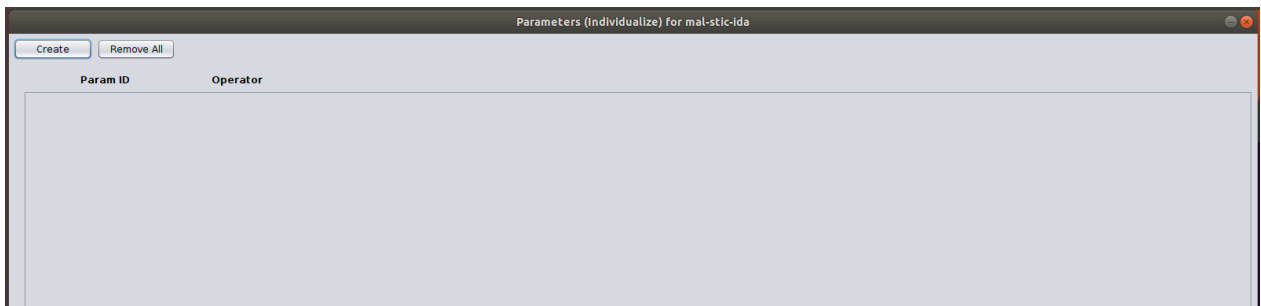 Parameters (Individualize) for mal-stic-ida
Create Remove All
Param ID Operator